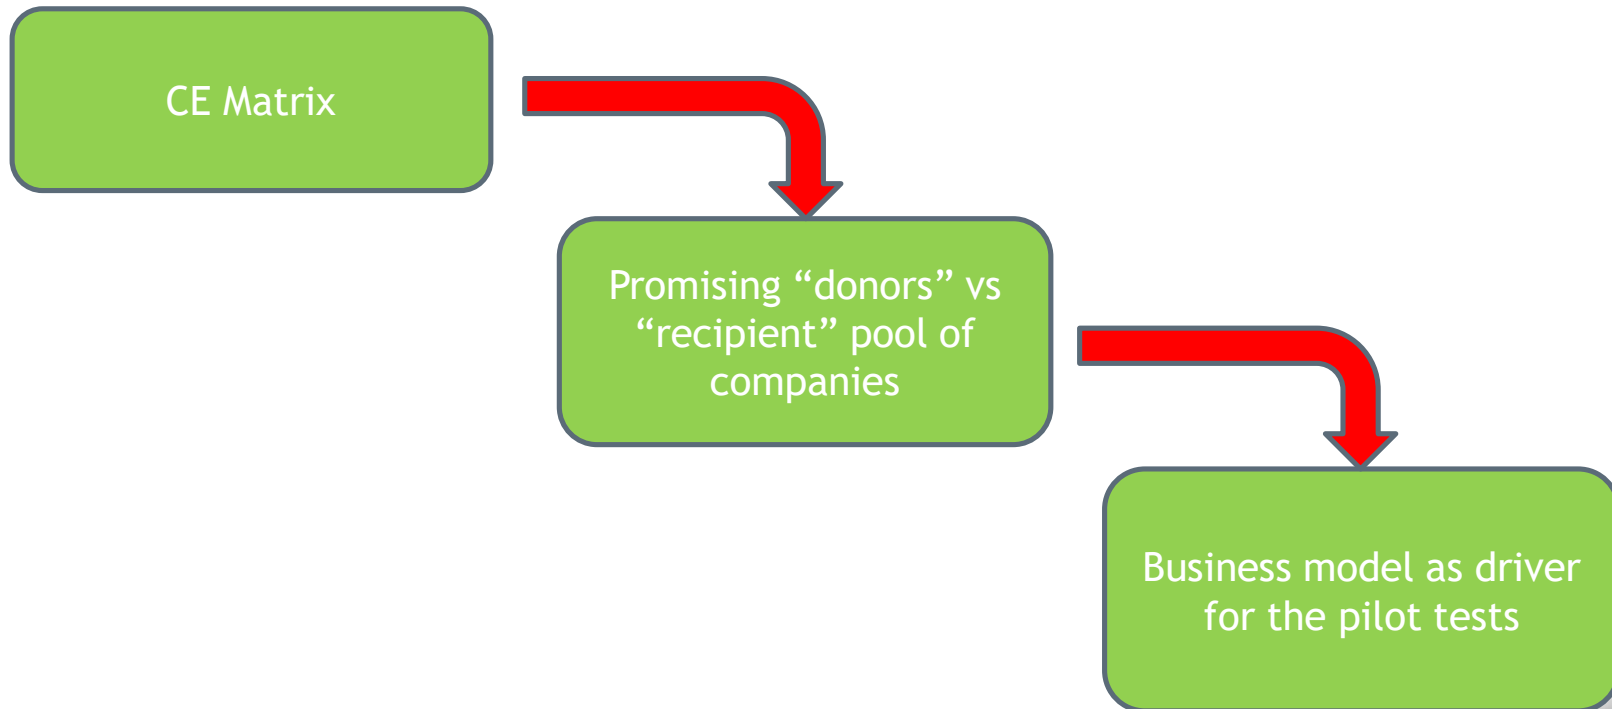 CE Matrix
Promising “donors” vs
“recipient” pool of
companies
Business model as driver
for the pilot tests